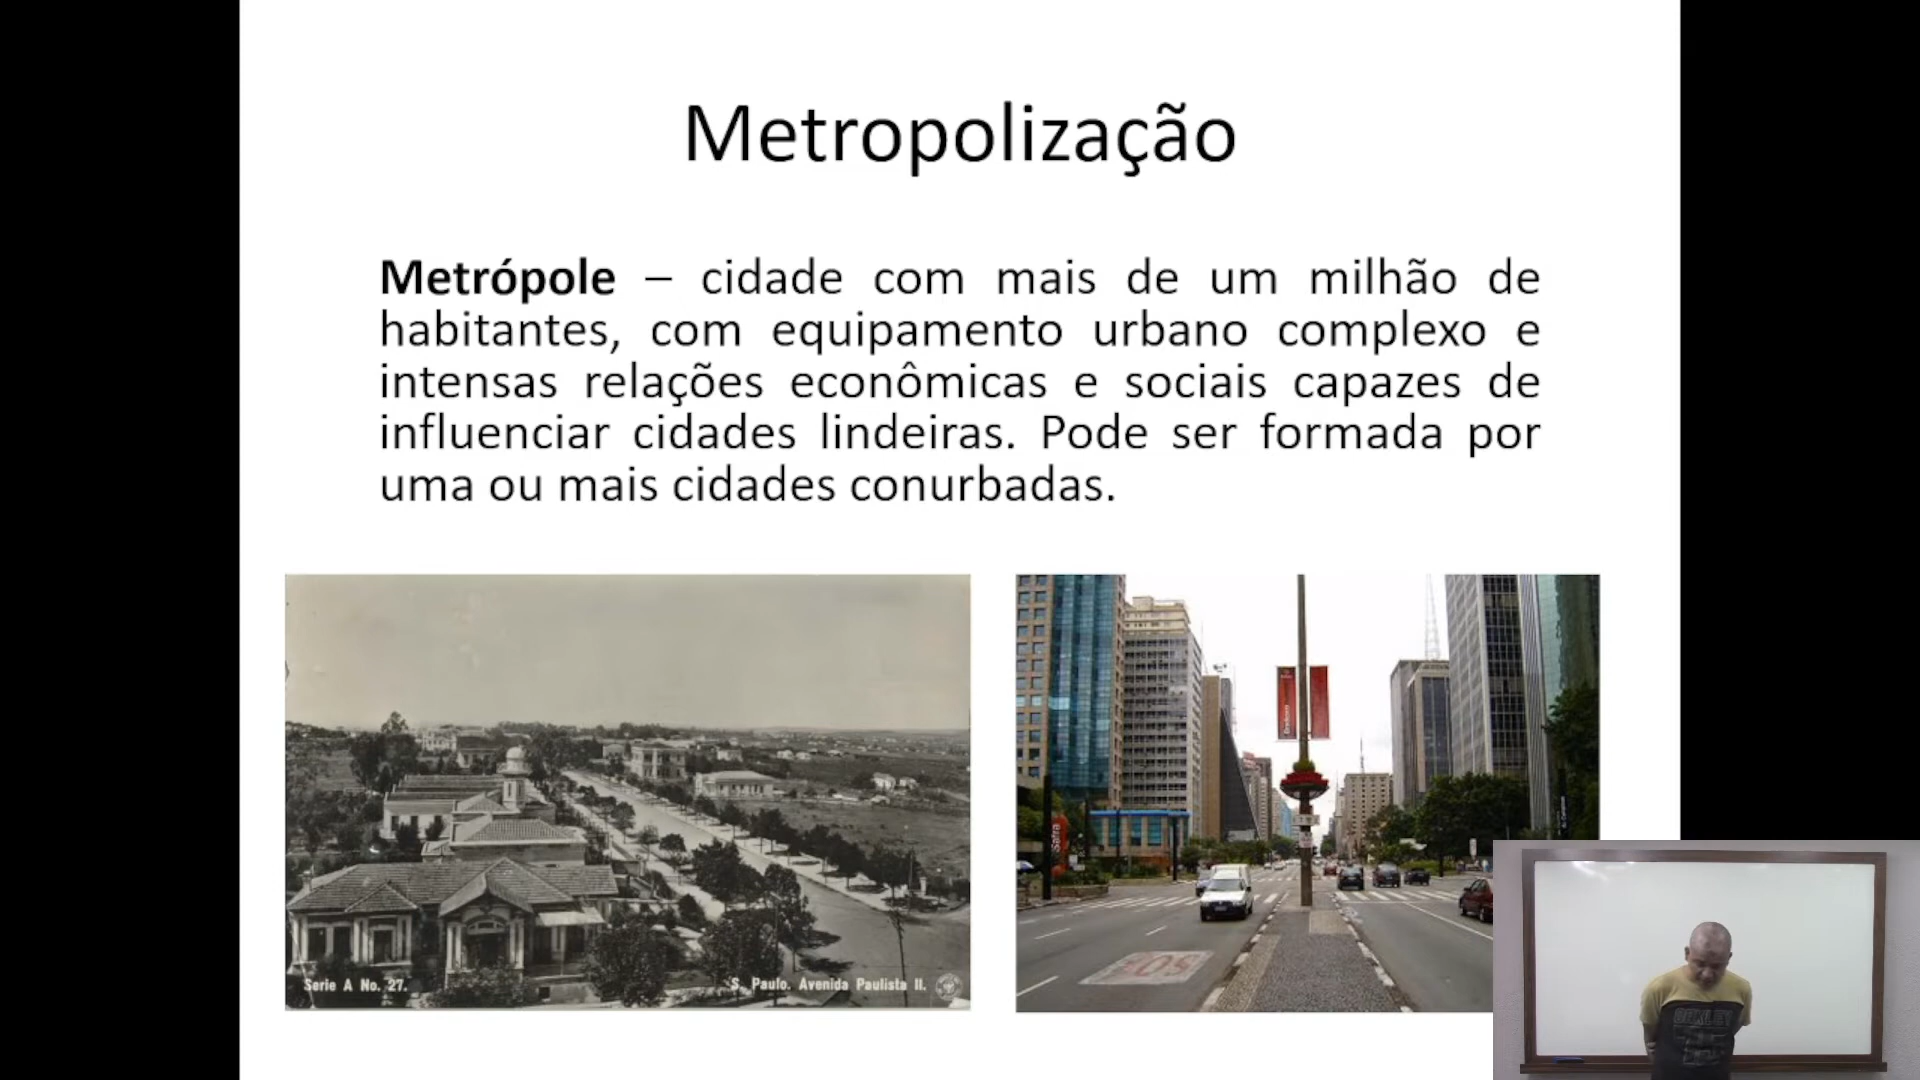 Metropolização
Metrópole – cidade com mais de um milhão de
habitantes, com equipamento urbano complexo e
intensas relações econômicas e sociais capazes de
influenciar cidades lindeiras. Pode ser formada por
uma ou mais cidades conurbadas.
Serie A No. 27.
S. Paulo. Avenida Paulista II.
Safra